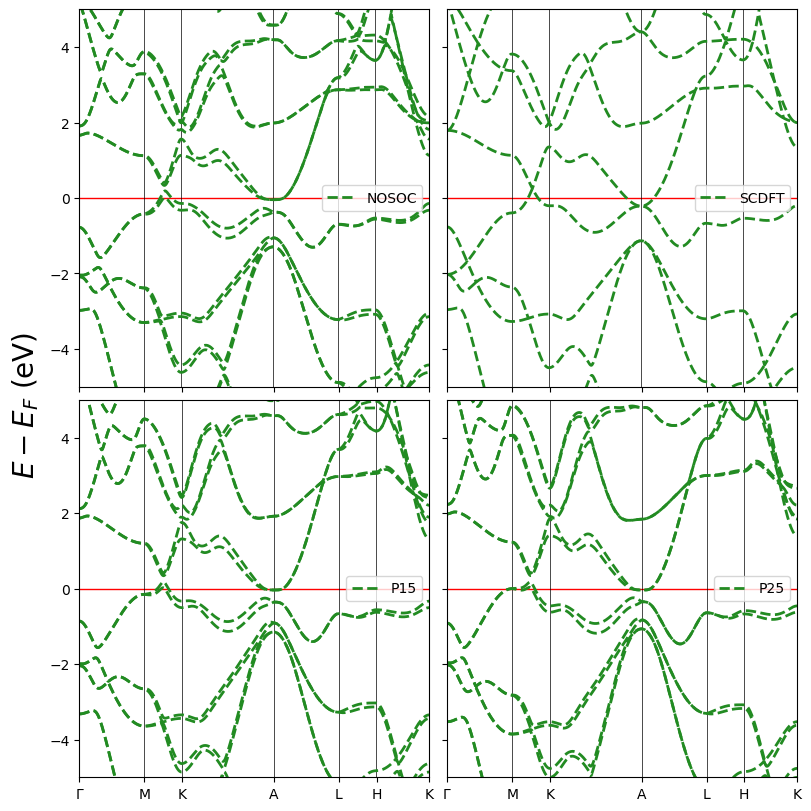 4
2
0
−2
−4
NOSOC
SCDFT
4
2
0
−2
−4
P15
P25
E − E_F (eV)
Γ M K A L H K
Γ M K A L H K